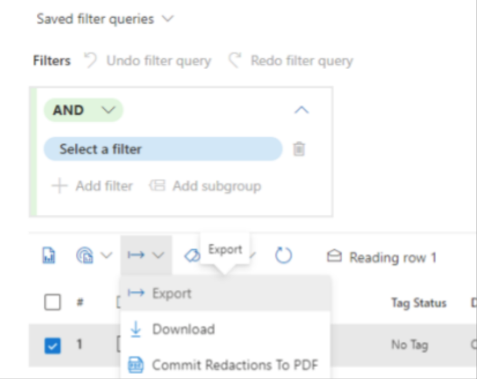 Saved filter queries
Filters Undo filter query Redo filter query
AND
Select a filter
Add filter Add subgroup
Export
Reading row 1
Export
# Tag Status
Download
1 No Tag
Commit Redactions To PDF